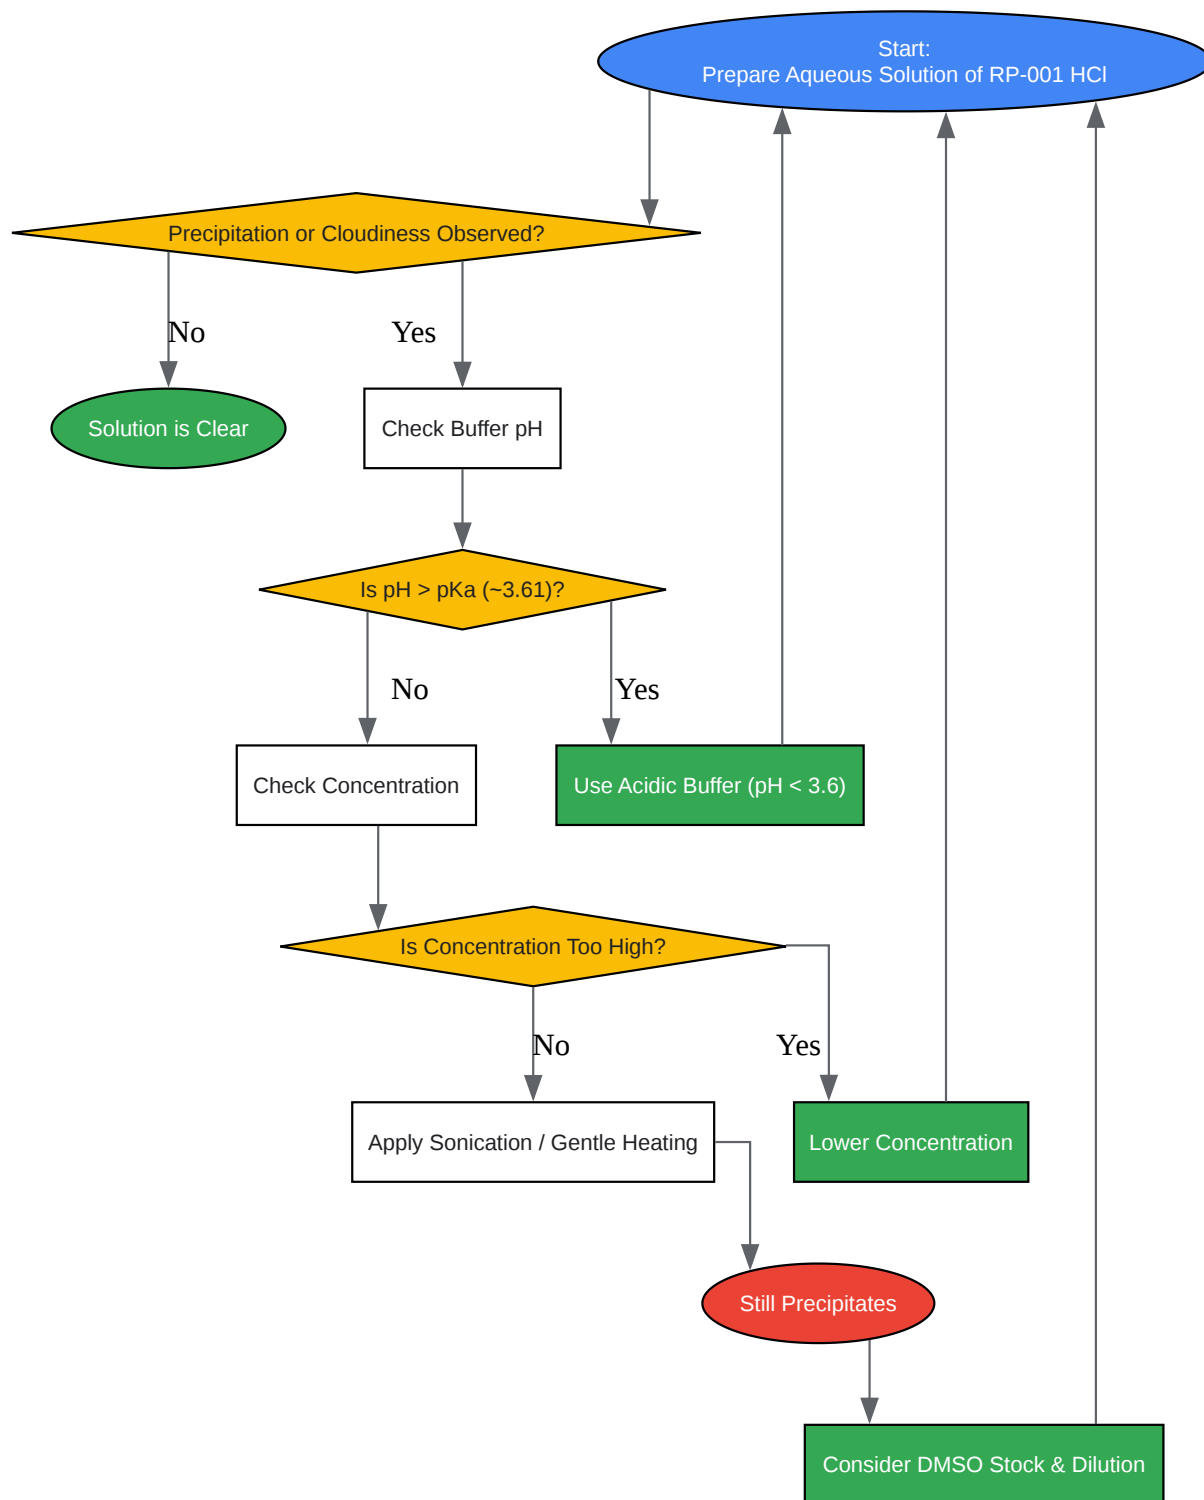 Start:
Prepare Aqueous Solution of RP-001 HCl
Precipitation or Cloudiness Observed?
No
Yes
Solution is Clear
Check Buffer pH
Is pH > pKa (~3.61)?
No
Yes
Check Concentration
Use Acidic Buffer (pH < 3.6)
Is Concentration Too High?
No
Yes
Apply Sonication / Gentle Heating
Lower Concentration
Still Precipitates
Consider DMSO Stock & Dilution